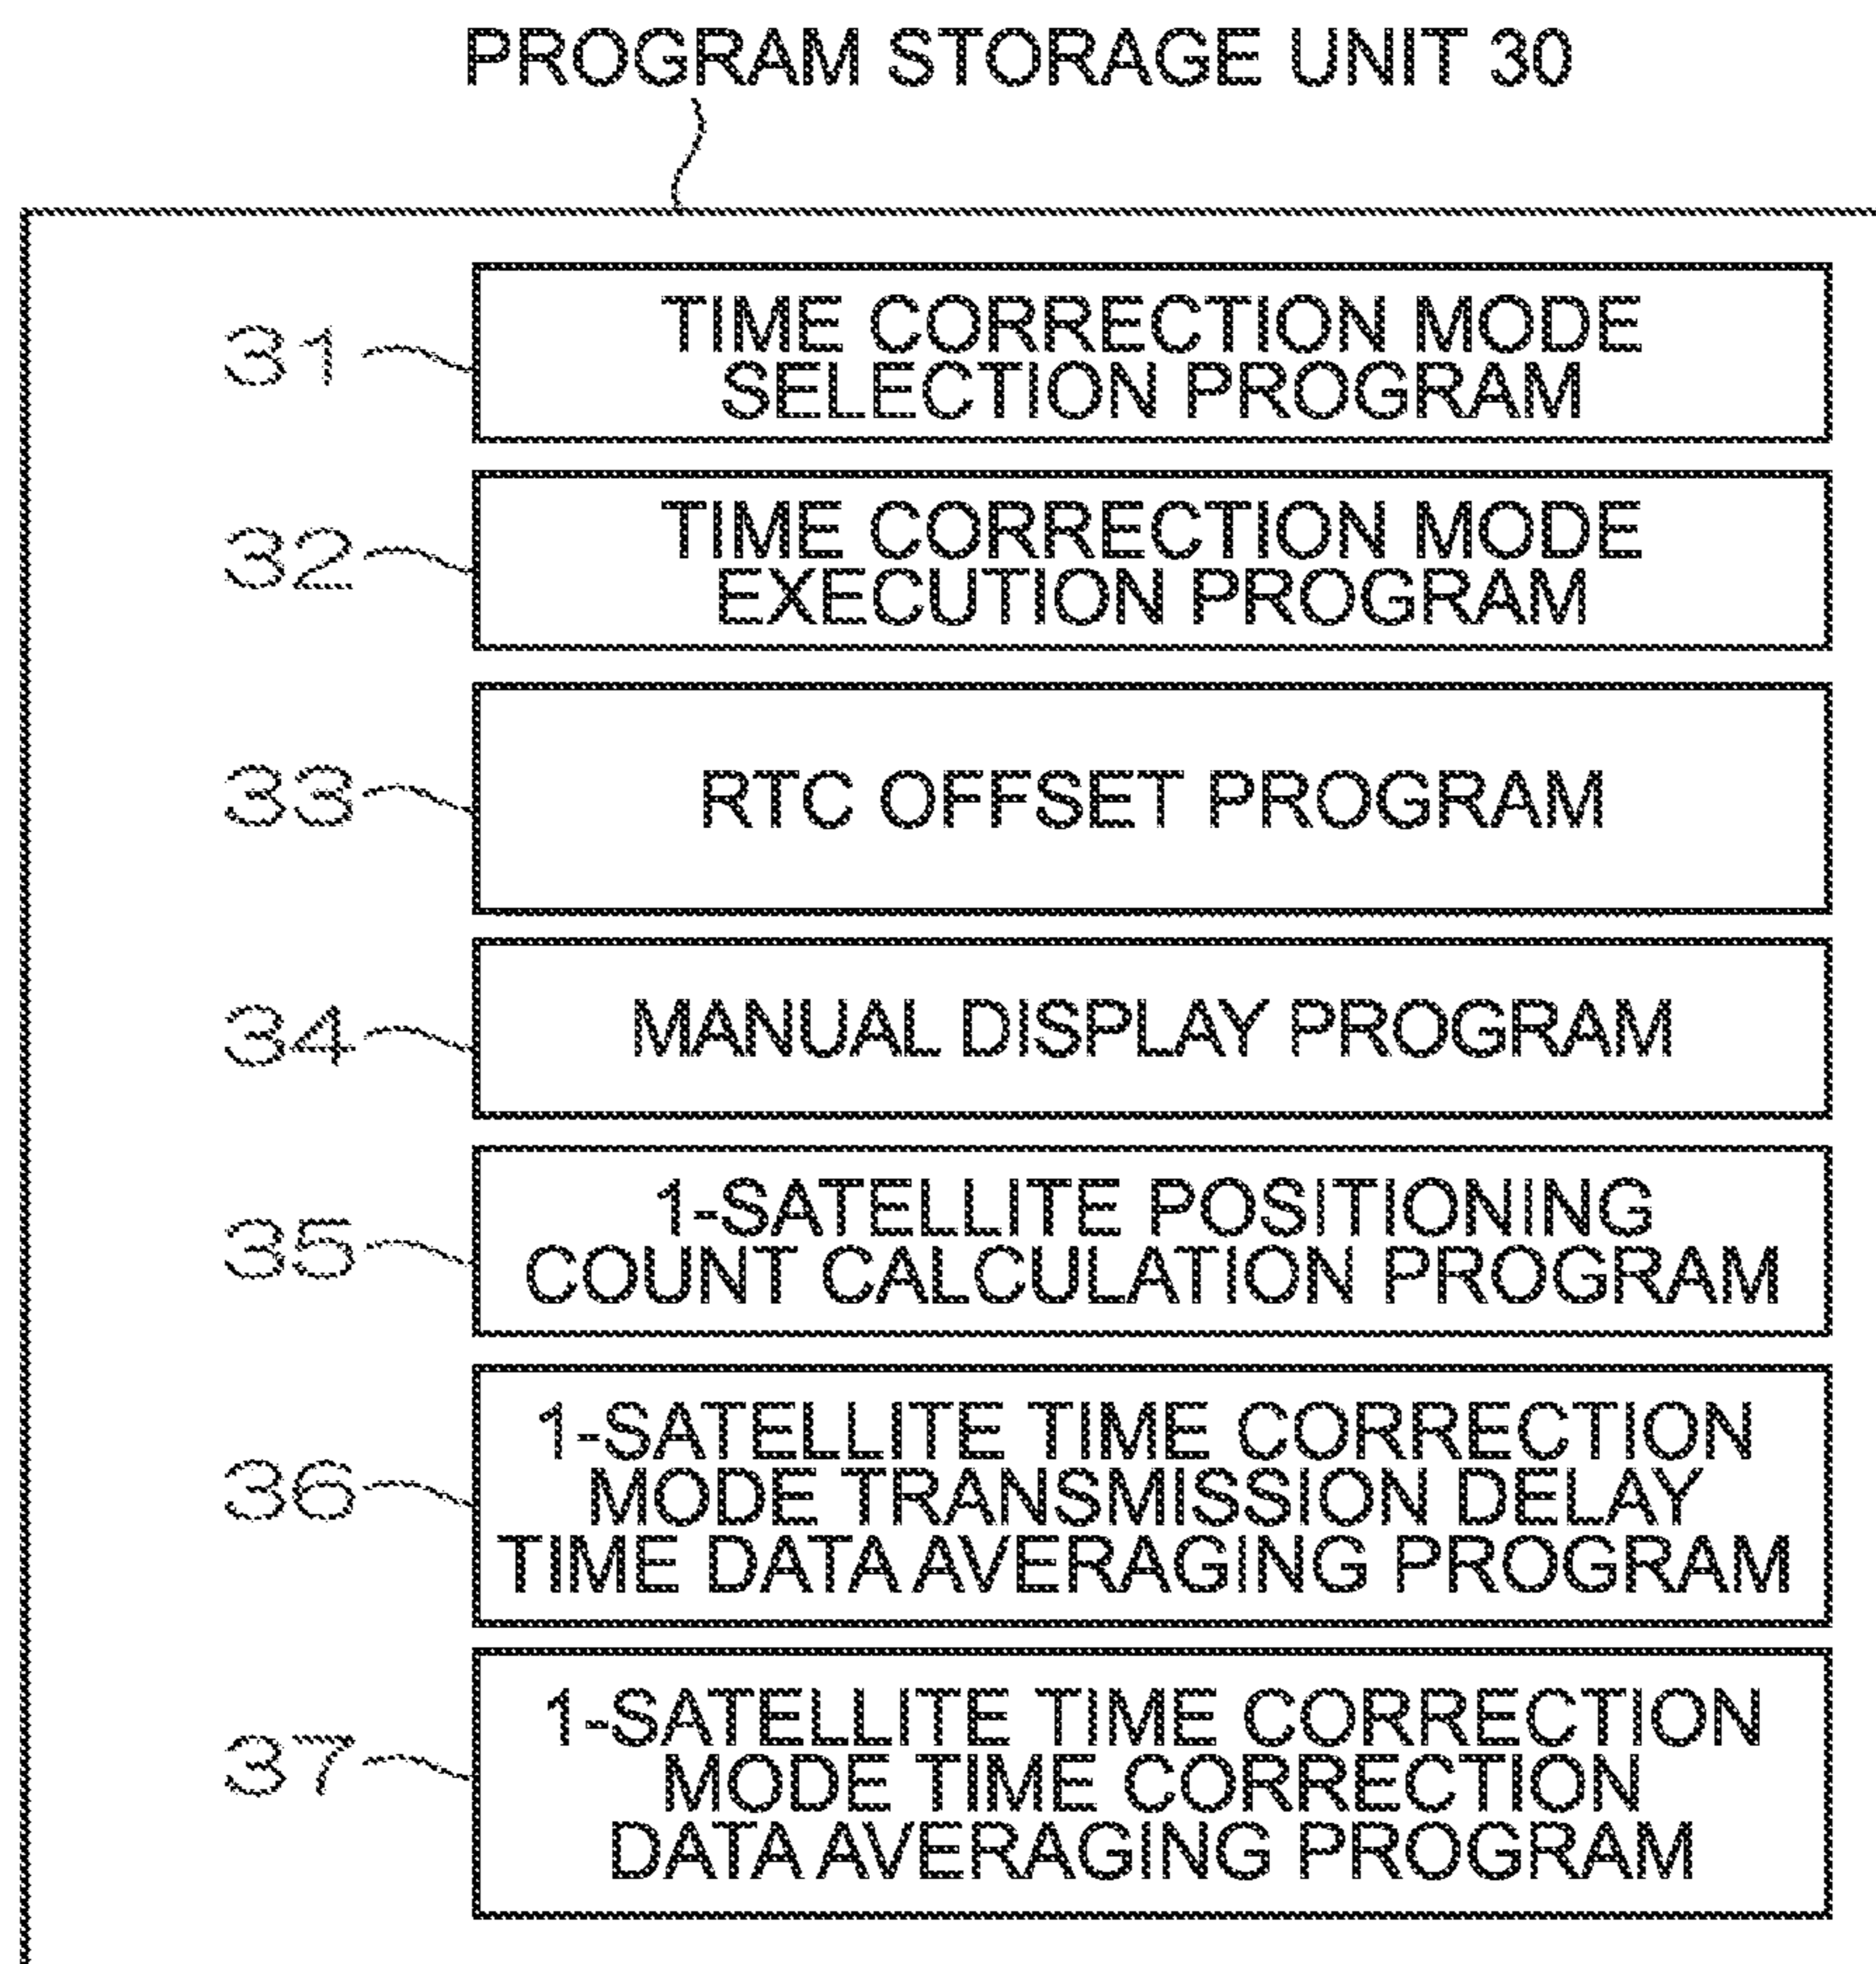 PROGRAM STORAGE UNIT 30
31
TIME CORRECTION MODE
SELECTION PROGRAM
32
TIME CORRECTION MODE
EXECUTION PROGRAM
33
RTC OFFSET PROGRAM
34
MANUAL DISPLAY PROGRAM
35
1-SATELLITE POSITIONING
COUNT CALCULATION PROGRAM
36
1-SATELLITE TIME CORRECTION
MODE TRANSMISSION DELAY
TIME DATA AVERAGING PROGRAM
37
1-SATELLITE TIME CORRECTION
MODE TIME CORRECTION
DATA AVERAGING PROGRAM